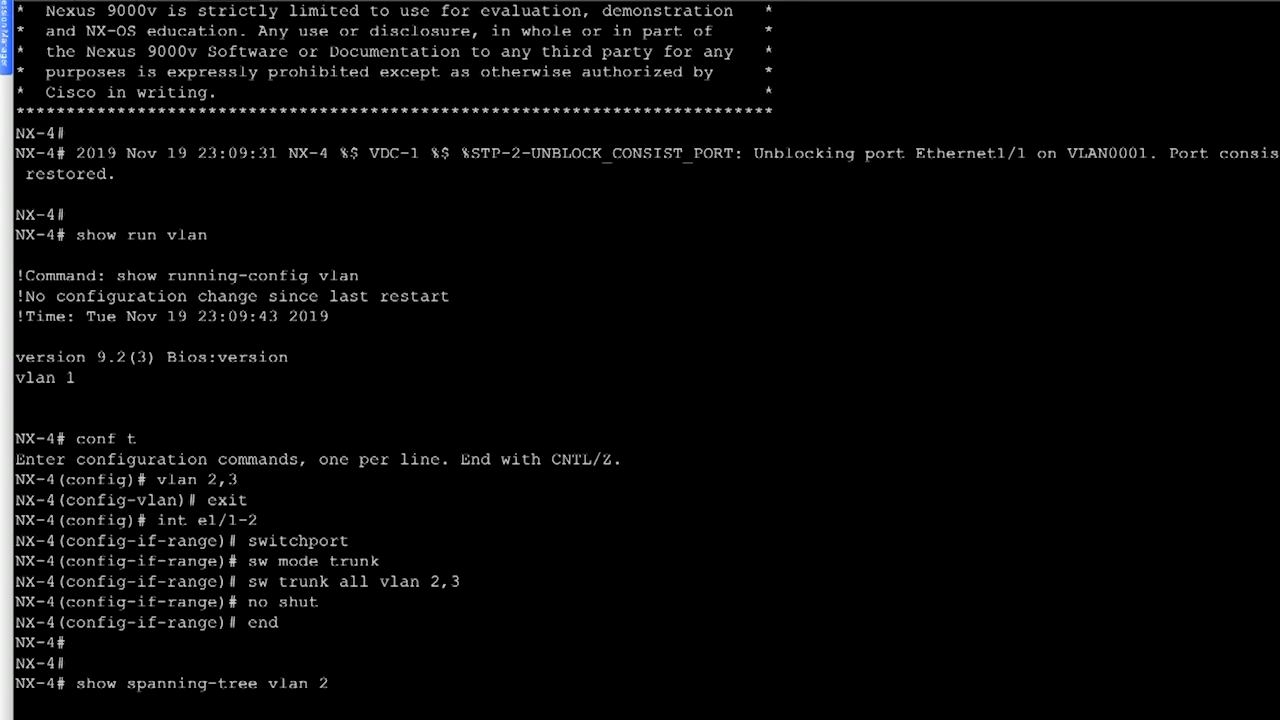 *  Nexus 9000v is strictly limited to use for evaluation, demonstration   *
*  and NX-OS education. Any use or disclosure, in whole or in part of     *
*  the Nexus 9000v Software or Documentation to any third party for any   *
*  purposes is expressly prohibited except as otherwise authorized by     *
*  Cisco in writing.                                                      *
***************************************************************************
NX-4#
NX-4# 2019 Nov 19 23:09:31 NX-4 %$ VDC-1 %$ %STP-2-UNBLOCK_CONSIST_PORT: Unblocking port Ethernet1/1 on VLAN0001. Port consis
 restored.
NX-4#
NX-4# show run vlan
!Command: show running-config vlan
!No configuration change since last restart
!Time: Tue Nov 19 23:09:43 2019
version 9.2(3) Bios:version
vlan 1
NX-4# conf t
Enter configuration commands, one per line. End with CNTL/Z.
NX-4(config)# vlan 2,3
NX-4(config-vlan)# exit
NX-4(config)# int e1/1-2
NX-4(config-if-range)# switchport
NX-4(config-if-range)# sw mode trunk
NX-4(config-if-range)# sw trunk all vlan 2,3
NX-4(config-if-range)# no shut
NX-4(config-if-range)# end
NX-4#
NX-4#
NX-4# show spanning-tree vlan 2